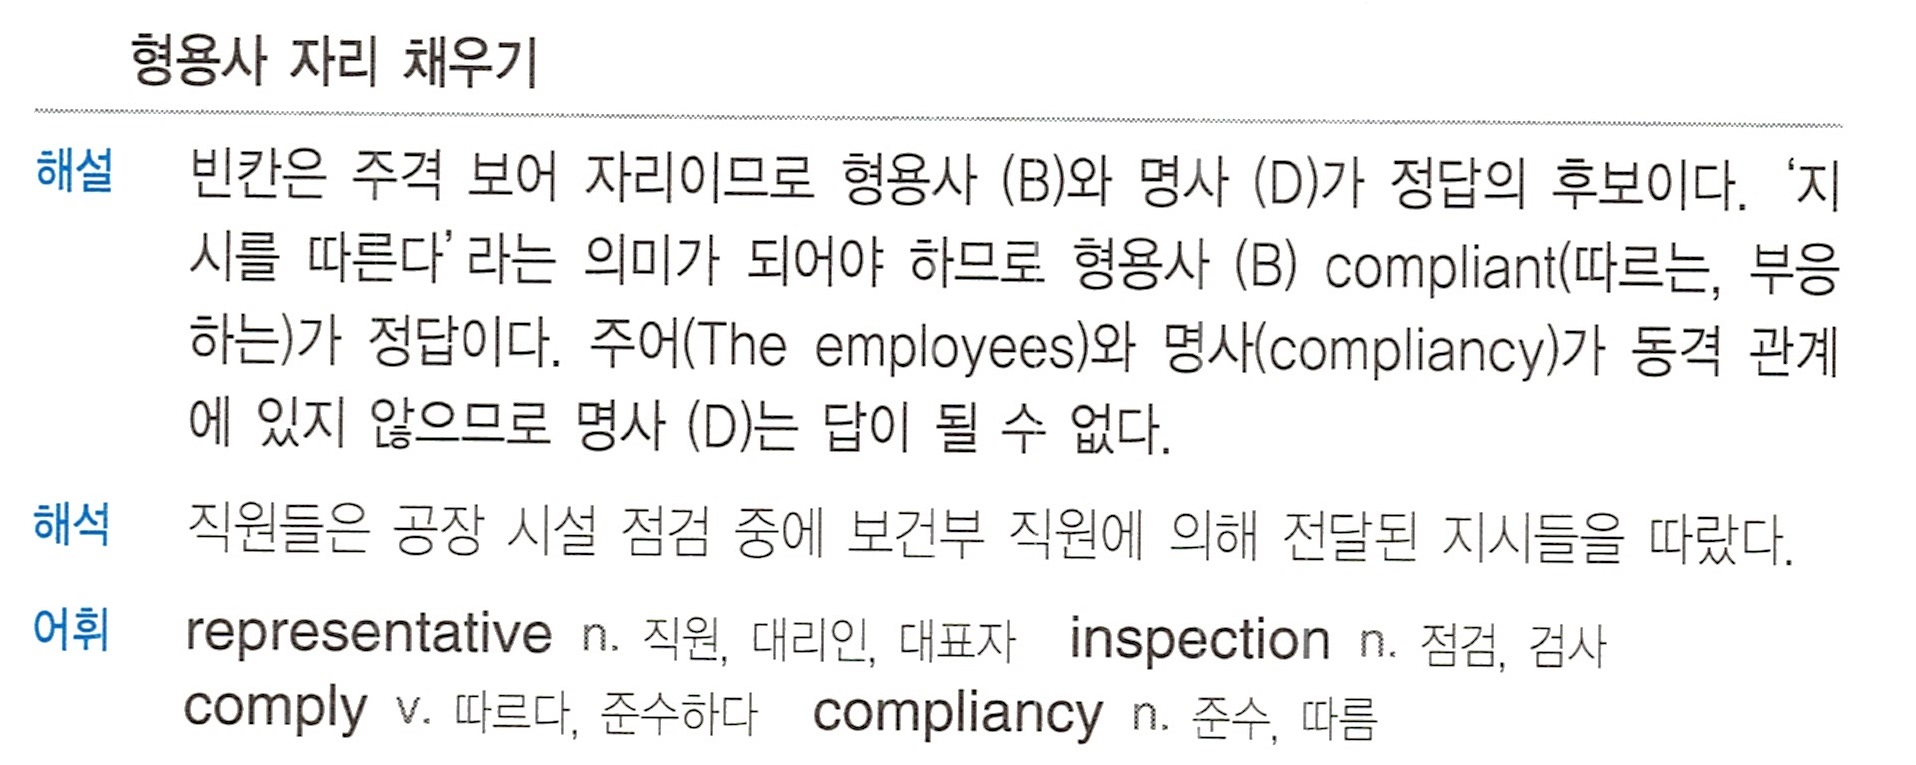 형용사 자리 채우기
해설 빈칸은 주격 보어 자리이므로 형용사 (B)와 명사 (D)가 정답의 후보이다. ‘지
시를 따른다’라는 의미가 되어야 하므로 형용사 (B) compliant(따르는, 부응
하는)가 정답이다. 주어(The employees)와 명사(compliancy)가 동격 관계
에 있지 않으므로 명사 (D)는 답이 될 수 없다.
해석 직원들은 공장 시설 점검 중에 보건부 직원에 의해 전달된 지시들을 따랐다.
어휘 representative n. 직원, 대리인, 대표자 inspection n. 점검, 검사
comply v. 따르다, 준수하다 compliancy n. 준수, 따름